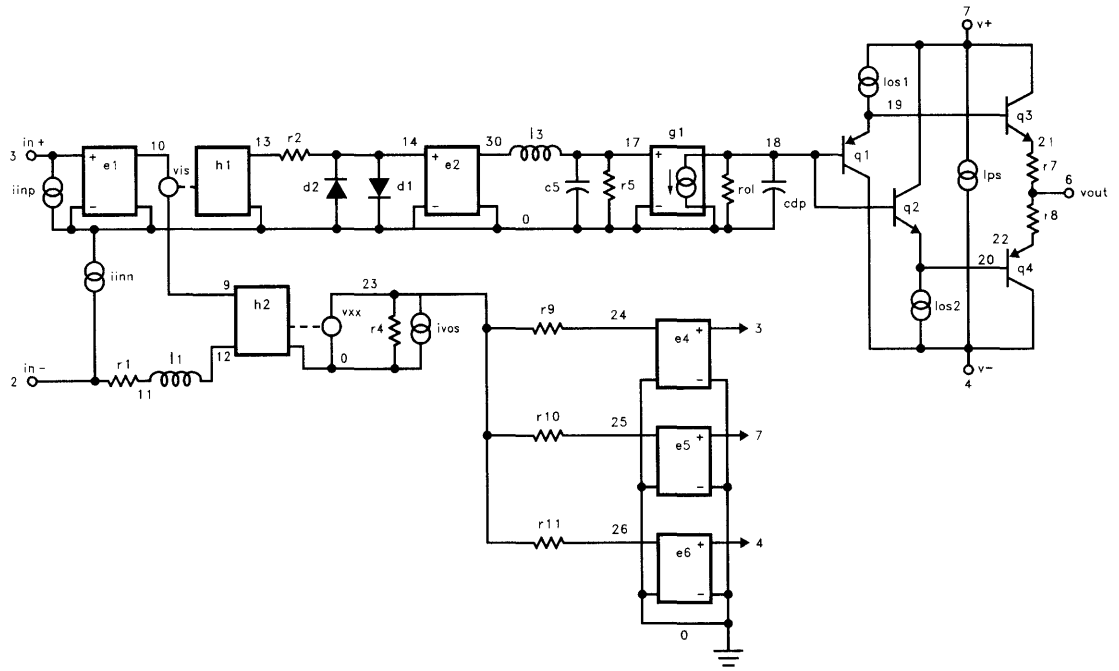 7
v+
Ios1
19
q3
21
r7
6
vout
r8
22
q4
20
Ios2
q1
q2
Ips
v-
4
in+
3
iinp
e1
+
-
10
vis
h1
13
r2
d2
d1
14
e2
+
-
30
l3
17
c5
r5
0
g1
+
-
18
rol
cdp
iinn
9
h2
12
in-
2
r1
11
l1
23
vxx
r4
ivos
0
r9
24
e4
+
-
3
r10
25
e5
+
-
7
r11
26
e6
+
-
4
0